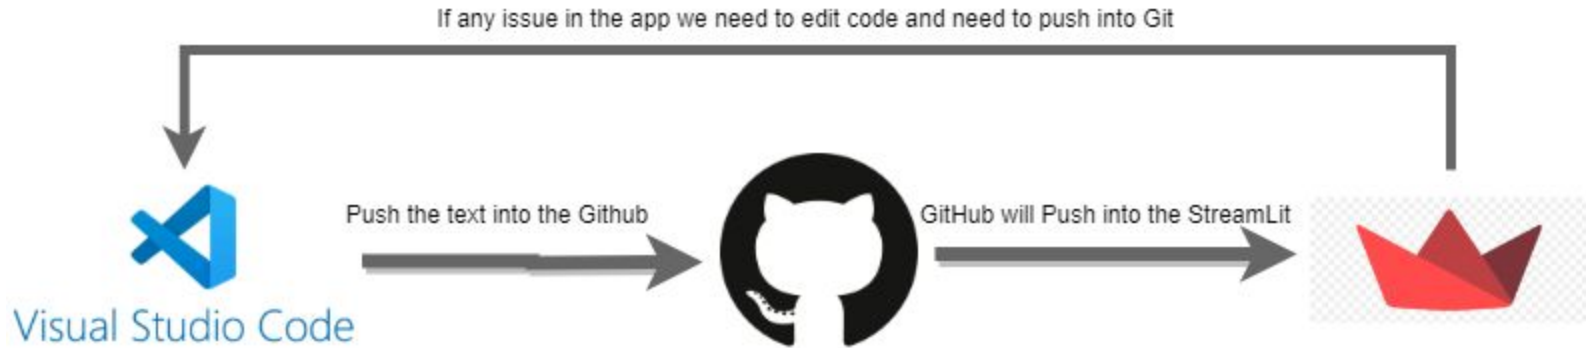 If any issue in the app we need to edit code and need to push into Git
Push the text into the Github
GitHub will Push into the StreamLit
Visual Studio Code